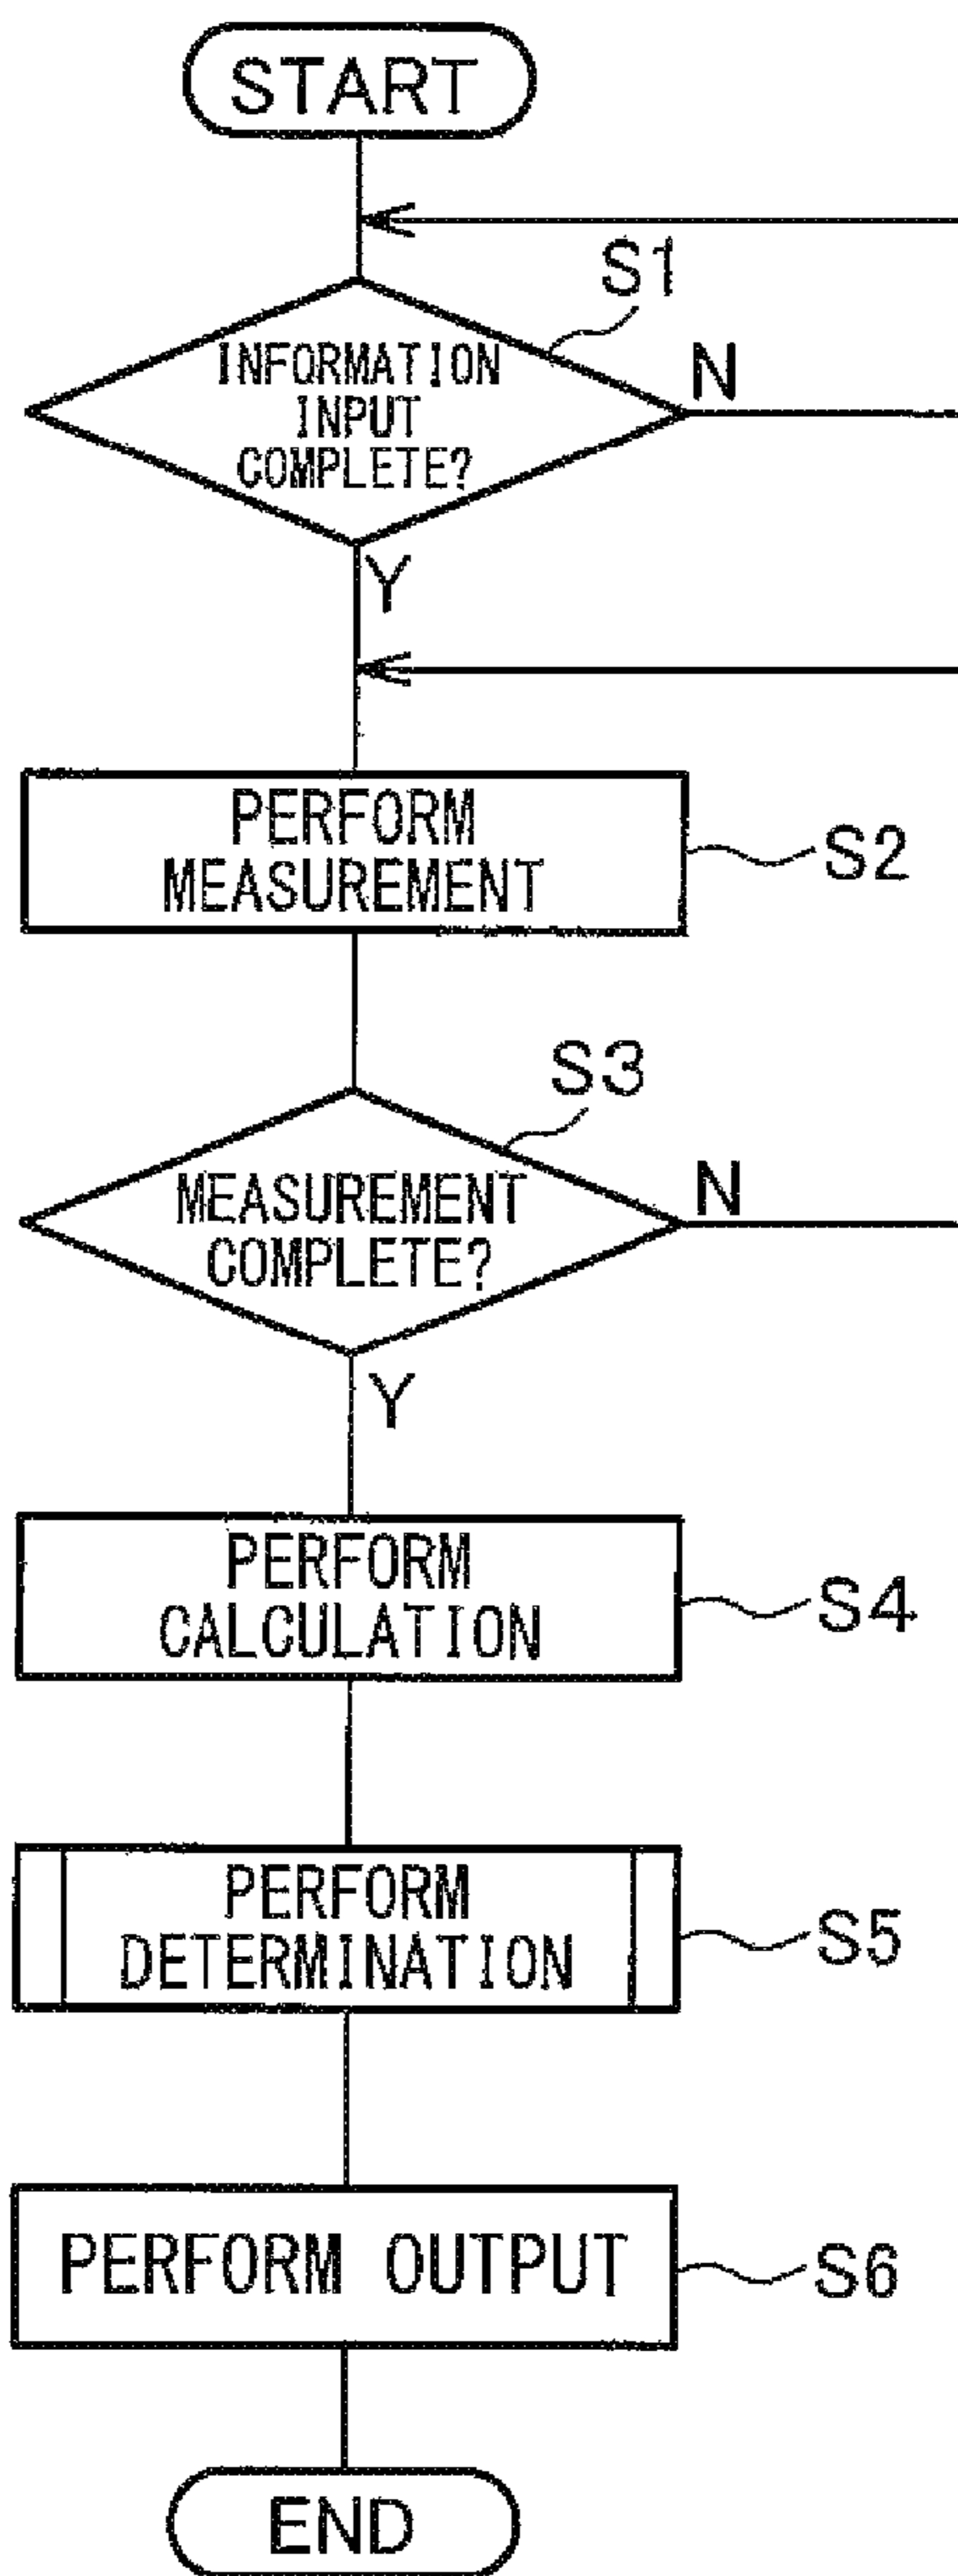 START
S1
INFORMATION
INPUT
COMPLETE?
N
Y
PERFORM
MEASUREMENT
S2
S3
MEASUREMENT
COMPLETE?
N
Y
PERFORM
CALCULATION
S4
PERFORM
DETERMINATION
S5
PERFORM OUTPUT
S6
END